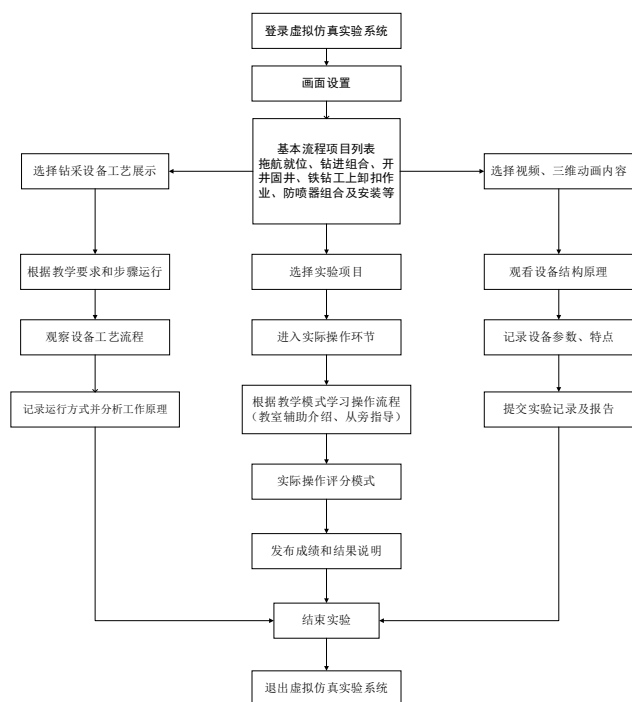 登录虚拟仿真实验系统
画面设置
基本流程项目列表
拖航就位、钻进组合、开
井固井、铁钻工上卸扣作
业、防喷器组合及安装等
选择钻采设备工艺展示
选择视频、三维动画内容
根据教学要求和步骤运行
选择实验项目
观看设备结构原理
观察设备工艺流程
进入实际操作环节
记录设备参数、特点
记录运行方式并分析工作原理
根据教学模式学习操作流程
（教室辅助介绍、从旁指导）
提交实验记录及报告
实际操作评分模式
发布成绩和结果说明
结束实验
退出虚拟仿真实验系统